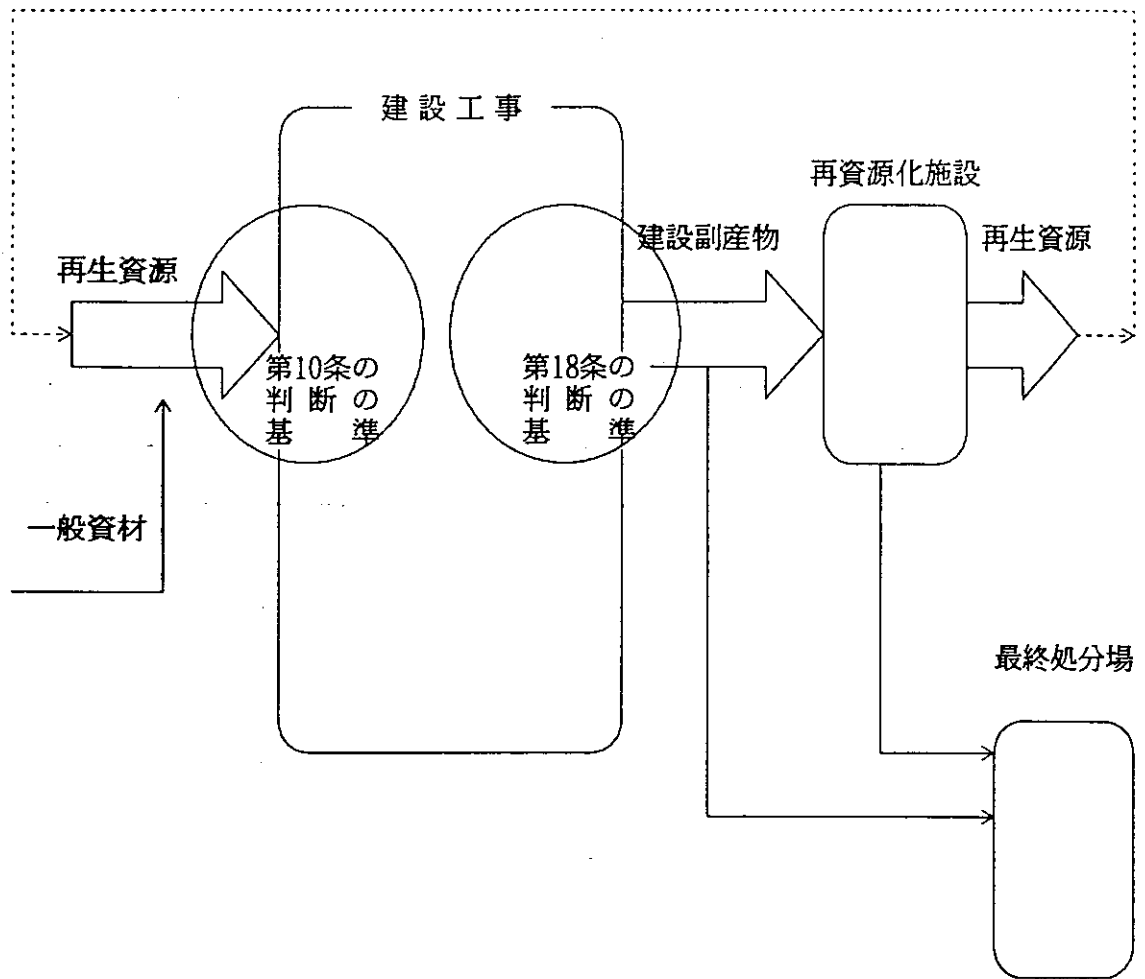 建設工事
再資源化施設
再生資源
建設副産物
再生資源
第10条の
判断の
基準
第18条の
判断の
基準
一般資材
最終処分場